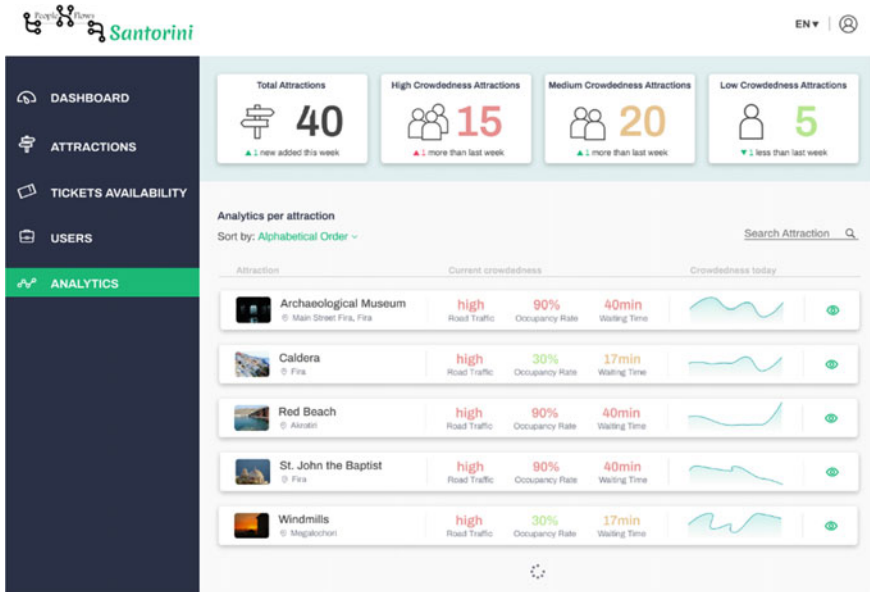 People Flows
Santorini
EN
DASHBOARD
ATTRACTIONS
TICKETS AVAILABILITY
USERS
ANALYTICS
Total Attractions
40
1 new added this week
High Crowdedness Attractions
15
1 more than last week
Medium Crowdedness Attractions
20
1 more than last week
Low Crowdedness Attractions
5
1 less than last week
Analytics per attraction
Sort by: Alphabetical Order
Search Attraction
Attraction Current crowdedness Crowdedness today
Archaeological Museum high 90% 40min
Main Street Fira, Fira Road Traffic Occupancy Rate Waiting Time
Caldera high 30% 17min
Fira Road Traffic Occupancy Rate Waiting Time
Red Beach high 90% 40min
Akrotiri Road Traffic Occupancy Rate Waiting Time
St. John the Baptist high 90% 40min
Fira Road Traffic Occupancy Rate Waiting Time
Windmills high 30% 17min
Megalochori Road Traffic Occupancy Rate Waiting Time